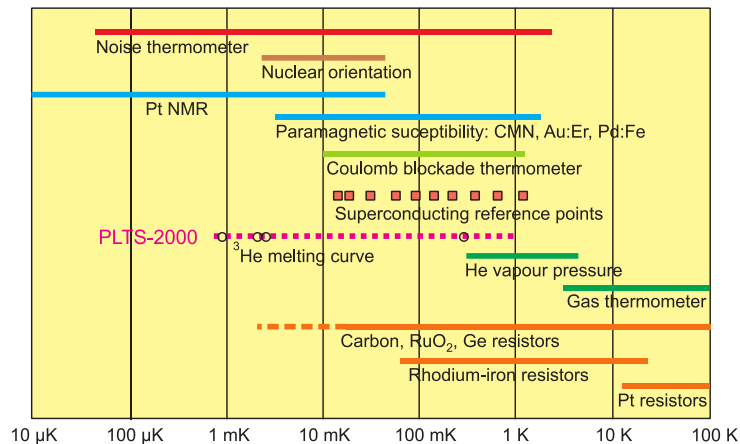 Noise thermometer
Nuclear orientation
Pt NMR
Paramagnetic suceptibility: CMN, Au:Er, Pd:Fe
Coulomb blockade thermometer
Superconducting reference points
PLTS-2000
³He melting curve
He vapour pressure
Gas thermometer
Carbon, RuO₂, Ge resistors
Rhodium-iron resistors
Pt resistors
10 µK 100 µK 1 mK 10 mK 100 mK 1 K 10 K 100 K